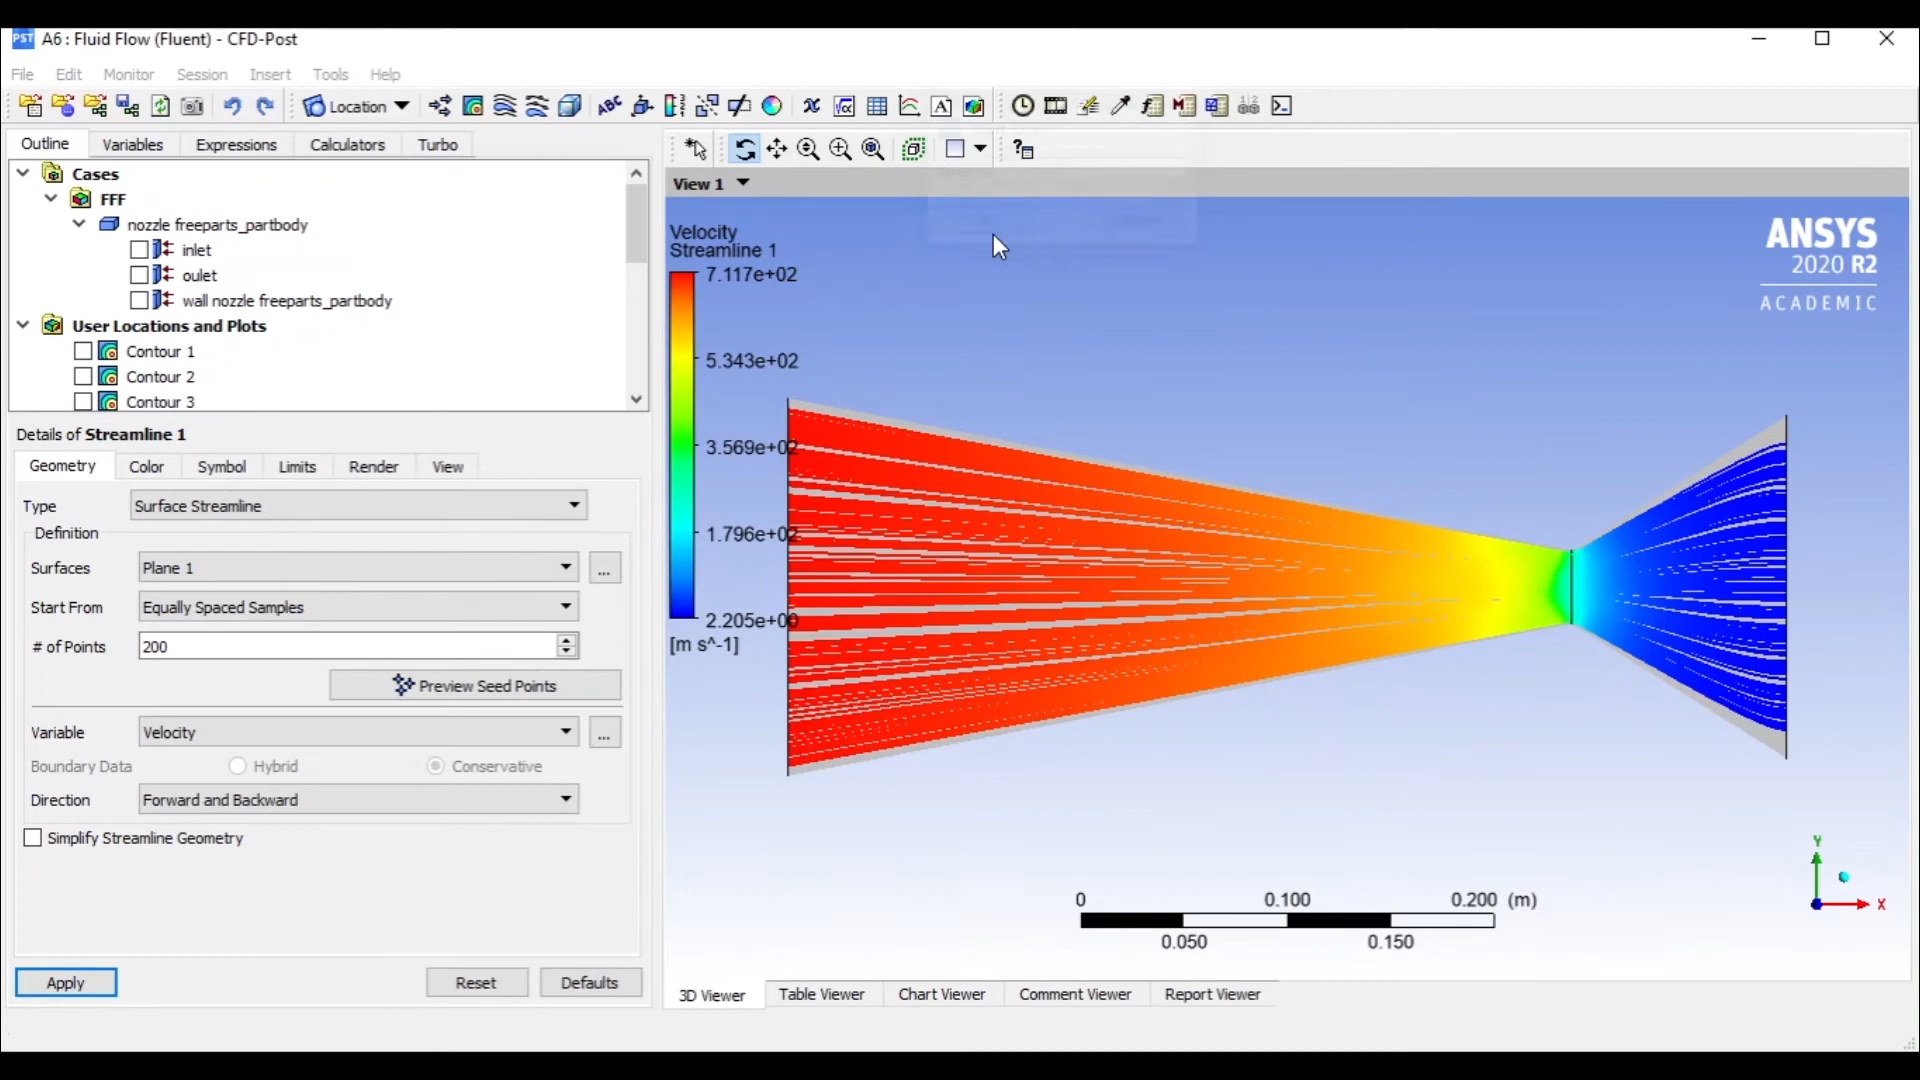 PST A6 : Fluid Flow (Fluent) - CFD-Post
File Edit Monitor Session Insert Tools Help
Location
Outline Variables Expressions Calculators Turbo
Cases
FFF
nozzle freeparts_partbody
inlet
oulet
wall nozzle freeparts_partbody
User Locations and Plots
Contour 1
Contour 2
Contour 3
Details of Streamline 1
Geometry Color Symbol Limits Render View
Type Surface Streamline
Definition
Surfaces Plane 1 ...
Start From Equally Spaced Samples
# of Points 200
Preview Seed Points
Variable Velocity ...
Boundary Data Hybrid Conservative
Direction Forward and Backward
Simplify Streamline Geometry
Apply Reset Defaults
View 1
Velocity
Streamline 1
7.117e+02
5.343e+02
3.569e+02
1.796e+02
2.205e+00
[m s^-1]
ANSYS
2020 R2
ACADEMIC
0 0.100 0.200 (m)
0.050 0.150
Y
X
3D Viewer Table Viewer Chart Viewer Comment Viewer Report Viewer